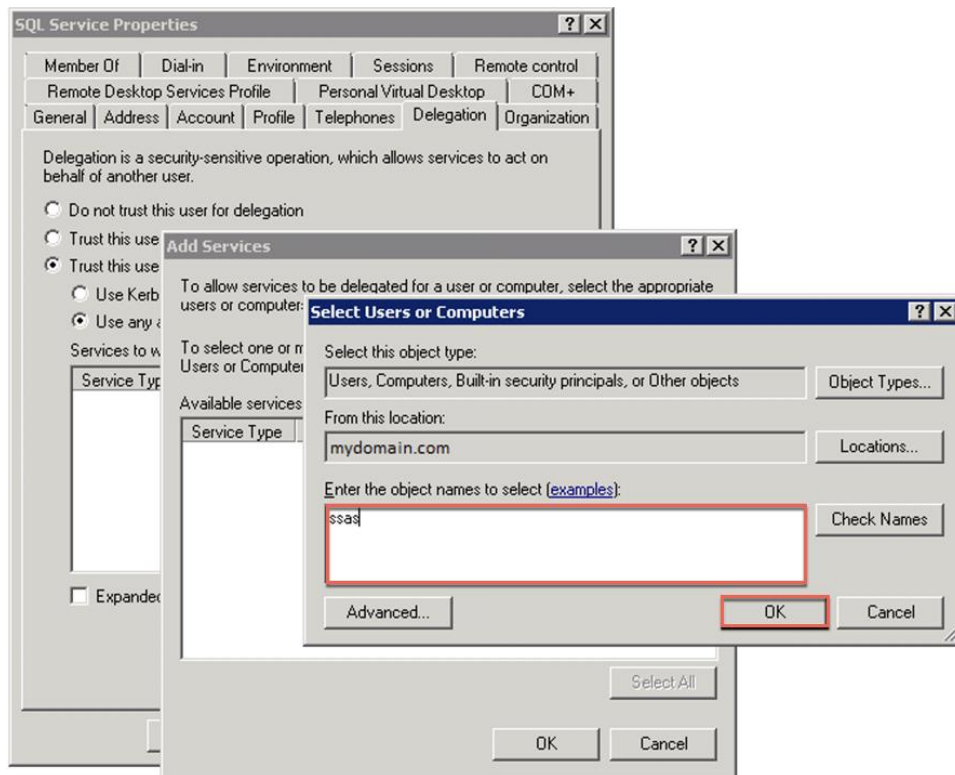 SQL Service Properties
Member Of Dial-in Environment Sessions Remote control
Remote Desktop Services Profile Personal Virtual Desktop COM+
General Address Account Profile Telephones Delegation Organization
Delegation is a security-sensitive operation, which allows services to act on
behalf of another user.
Do not trust this user for delegation
Trust this use
Trust this use
Use Kerb
Use any a
Services to w
Service Typ
Expanded
Add Services
To allow services to be delegated for a user or computer, select the appropriate
users or computer
To select one or m
Users or Computer
Available services
Service Type
Select All
OK Cancel
Select Users or Computers
Select this object type:
Users, Computers, Built-in security principals, or Other objects
Object Types...
From this location:
mydomain.com
Locations...
Enter the object names to select (examples):
ssas
Check Names
Advanced...
OK Cancel